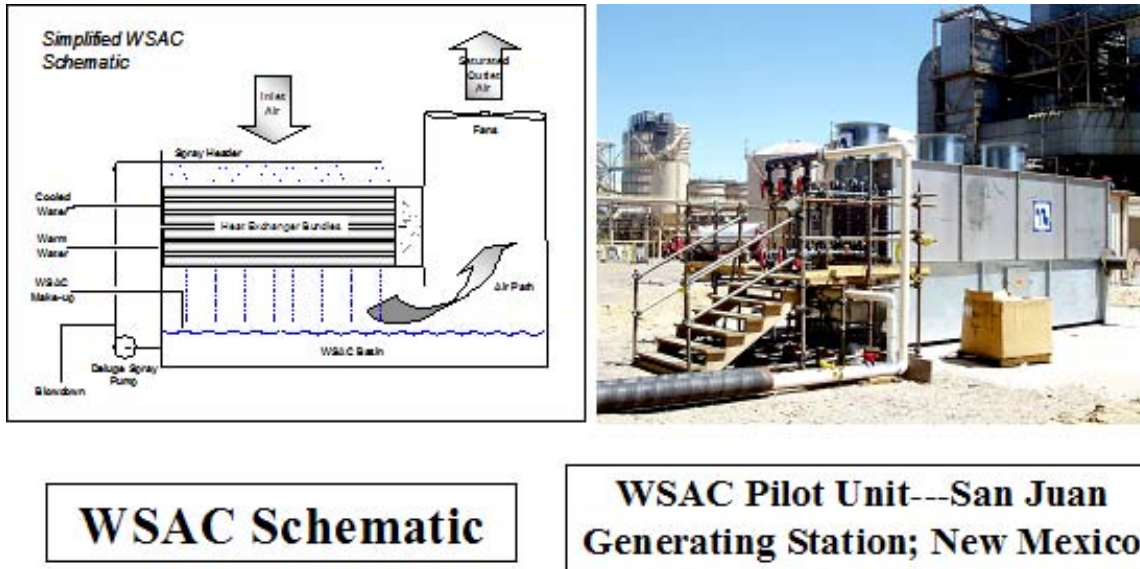 Simplified WSAC
Schematic
Inlet
Air
Saturated
Outlet
Air
Fans
Spray Header
Cooled
Water
Heat Exchanger Bundles
Warm
Water
WSAC
Make-up
Air Path
WSAC Basin
Deluge Spray
Pump
Blowdown
WSAC Schematic
WSAC Pilot Unit---San Juan
Generating Station; New Mexico